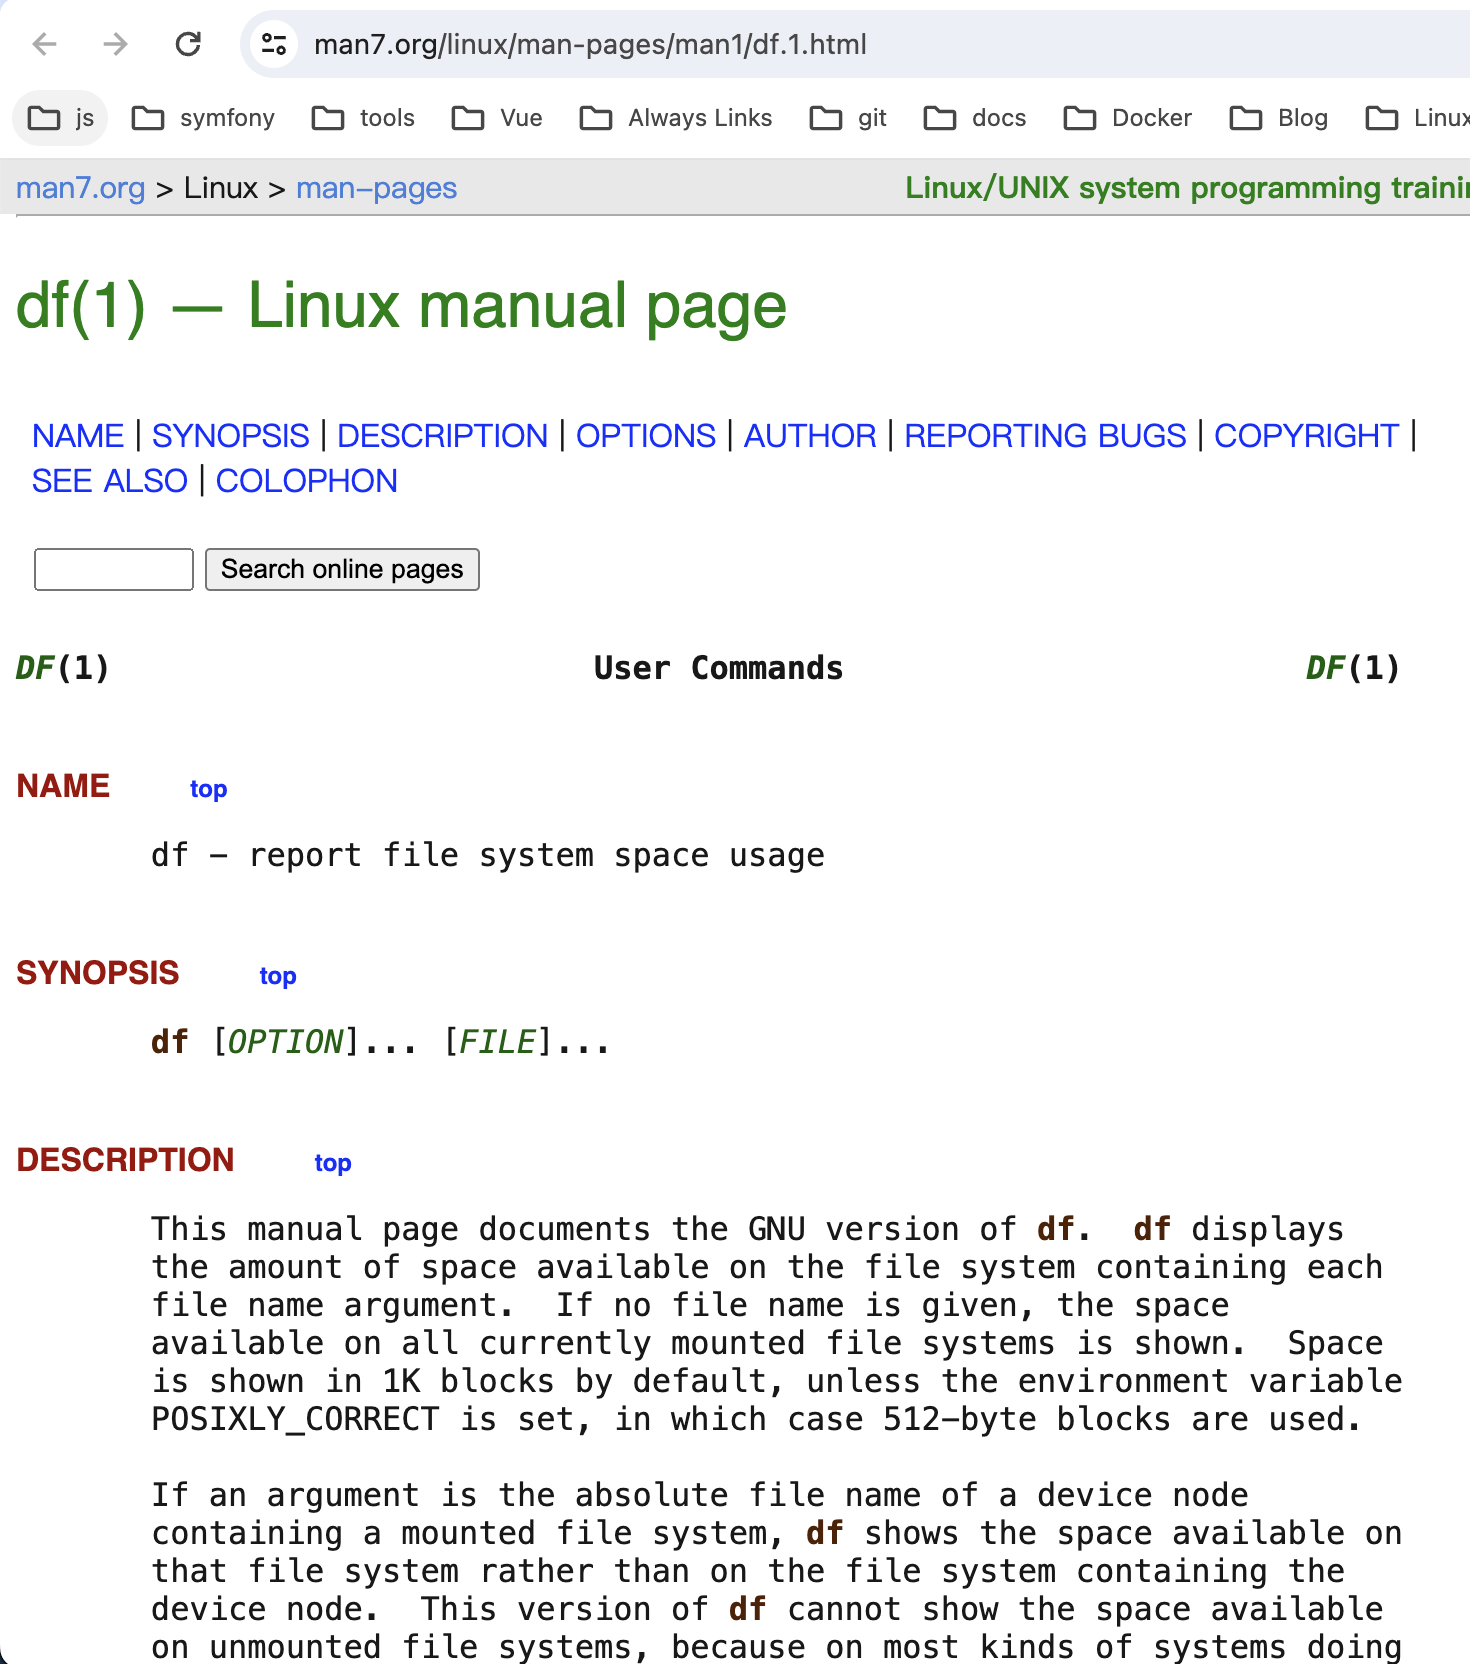 man7.org/linux/man-pages/man1/df.1.html
js symfony tools Vue Always Links git docs Docker Blog Linux
man7.org > Linux > man-pages Linux/UNIX system programming
df(1) — Linux manual page
NAME | SYNOPSIS | DESCRIPTION | OPTIONS | AUTHOR | REPORTING BUGS | COPYRIGHT |
SEE ALSO | COLOPHON
Search online pages
DF(1) User Commands DF(1)
NAME top
df - report file system space usage
SYNOPSIS top
df [OPTION]... [FILE]...
DESCRIPTION top
This manual page documents the GNU version of df.  df displays
the amount of space available on the file system containing each
file name argument.  If no file name is given, the space
available on all currently mounted file systems is shown.  Space
is shown in 1K blocks by default, unless the environment variable
POSIXLY_CORRECT is set, in which case 512-byte blocks are used.
If an argument is the absolute file name of a device node
containing a mounted file system, df shows the space available on
that file system rather than on the file system containing the
device node.  This version of df cannot show the space available
on unmounted file systems, because on most kinds of systems doing